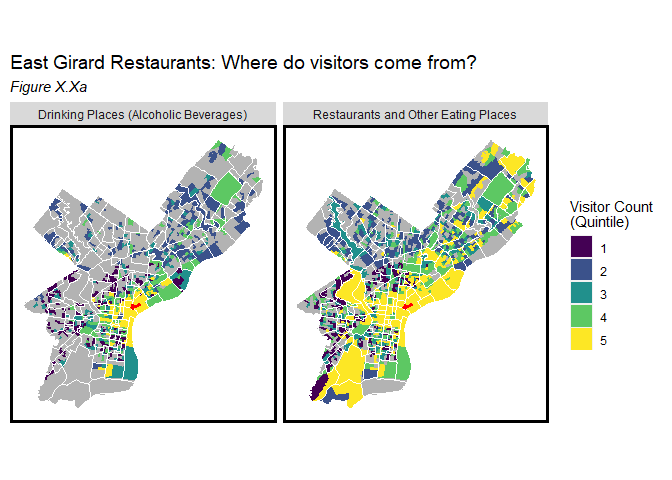 East Girard Restaurants: Where do visitors come from?
Figure X.Xa
Drinking Places (Alcoholic Beverages)
Restaurants and Other Eating Places
Visitor Count
(Quintile)
1
2
3
4
5